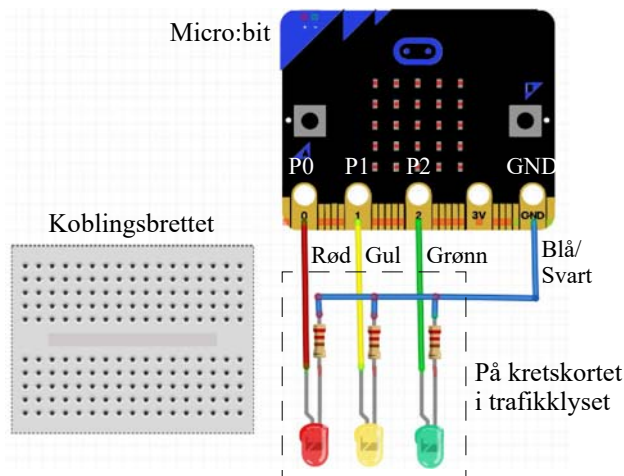 Micro:bit
P0 P1 P2 GND
0 1 2 3V GND
Koblingsbrettet
Rød Gul Grønn
Blå/
Svart
På kretskortet
i trafikklyset